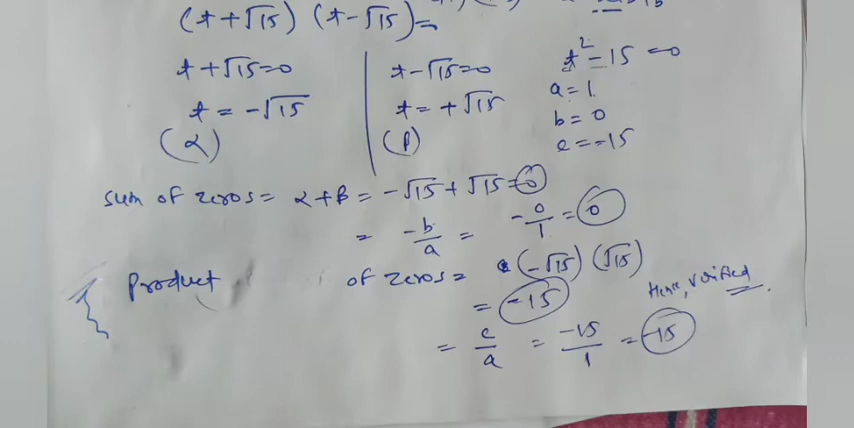 (t+√15) (t-√15)=
t+√15=0
t = -√15
(α)
t-√15=0
t = +√15
(β)
t²-15=0
a=1
b=0
c=-15
sum of zeros = α+β = -√15+√15=0
= -b/a = -0/1 = 0
Product of zeros = (-√15) (√15)
= -15
Hence, verified
= c/a = -15/1 = -15